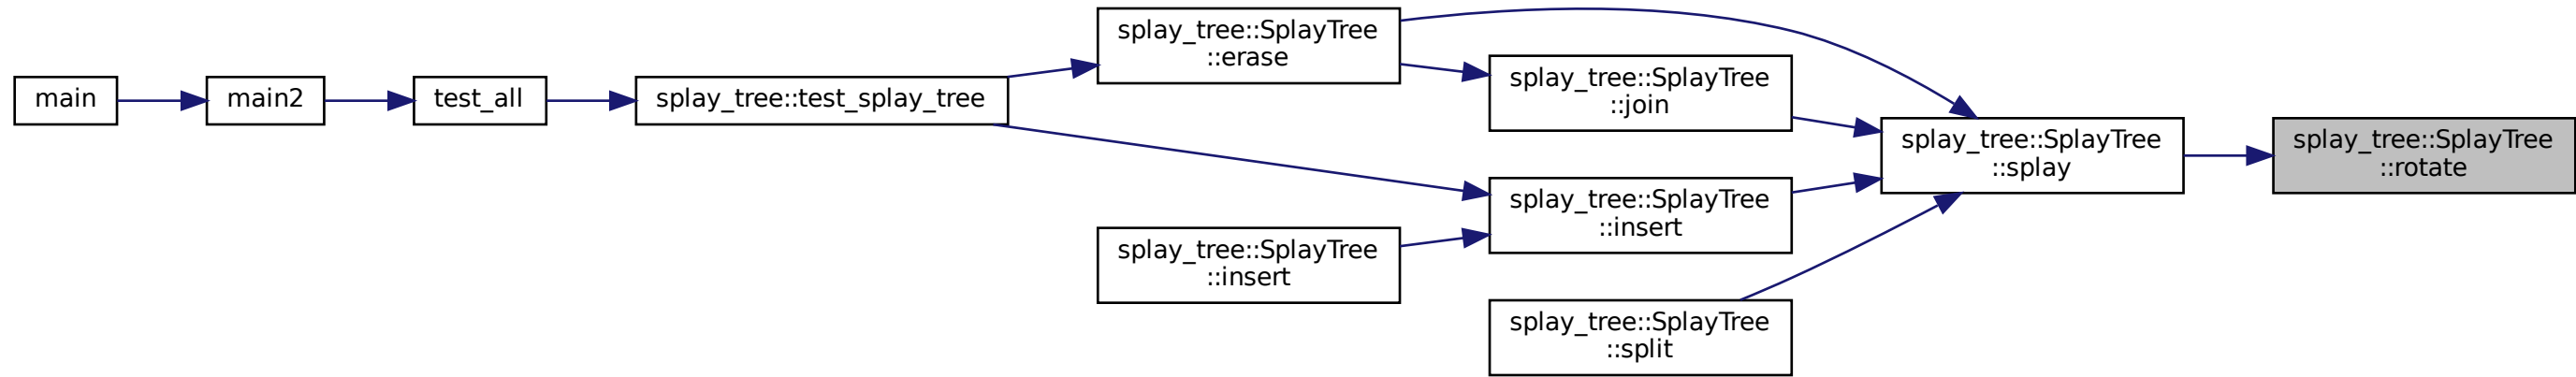 main
main2
test_all
splay_tree::test_splay_tree
splay_tree::SplayTree
::erase
splay_tree::SplayTree
::insert
splay_tree::SplayTree
::join
splay_tree::SplayTree
::insert
splay_tree::SplayTree
::split
splay_tree::SplayTree
::splay
splay_tree::SplayTree
::rotate